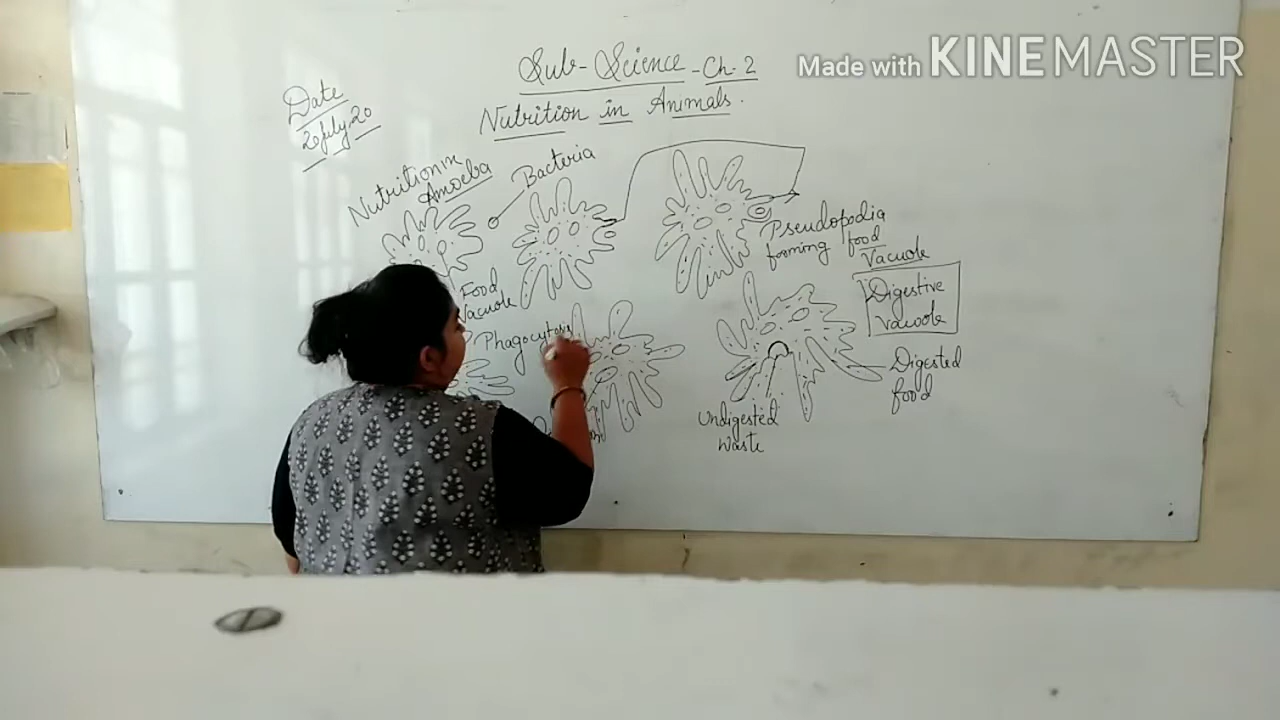 Made with KINEMASTER
Sub- Science - Ch-2
Nutrition in Animals.
Date
20 July, 20
Nutrition in
Amoeba
Bacteria
Pseudopodia
forming food
Vacuole
Food
Vacuole
Phagocytosis
Digestive
Vacuole
Digested
food
Undigested
Waste